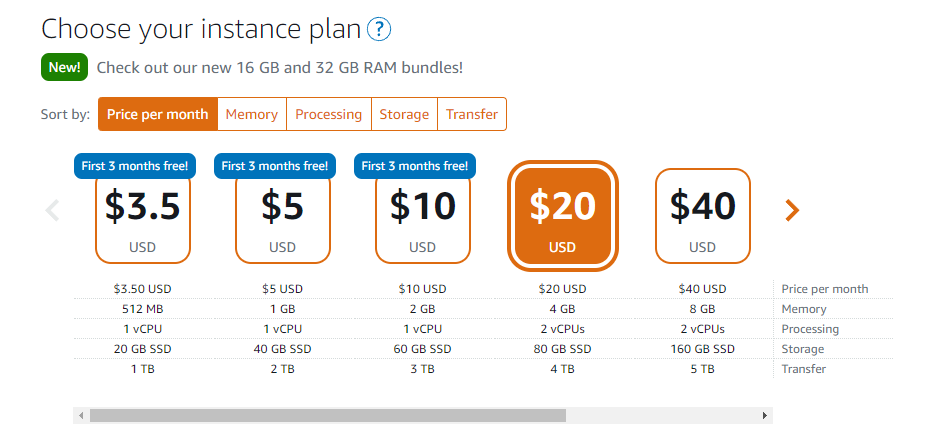 Choose your instance plan ?
New! Check out our new 16 GB and 32 GB RAM bundles!
Sort by: Price per month Memory Processing Storage Transfer
First 3 months free! First 3 months free! First 3 months free!
$3.5 $5 $10 $20 $40
USD USD USD USD USD
$3.50 USD $5 USD $10 USD $20 USD $40 USD Price per month
512 MB 1 GB 2 GB 4 GB 8 GB Memory
1 vCPU 1 vCPU 1 vCPU 2 vCPUs 2 vCPUs Processing
20 GB SSD 40 GB SSD 60 GB SSD 80 GB SSD 160 GB SSD Storage
1 TB 2 TB 3 TB 4 TB 5 TB Transfer